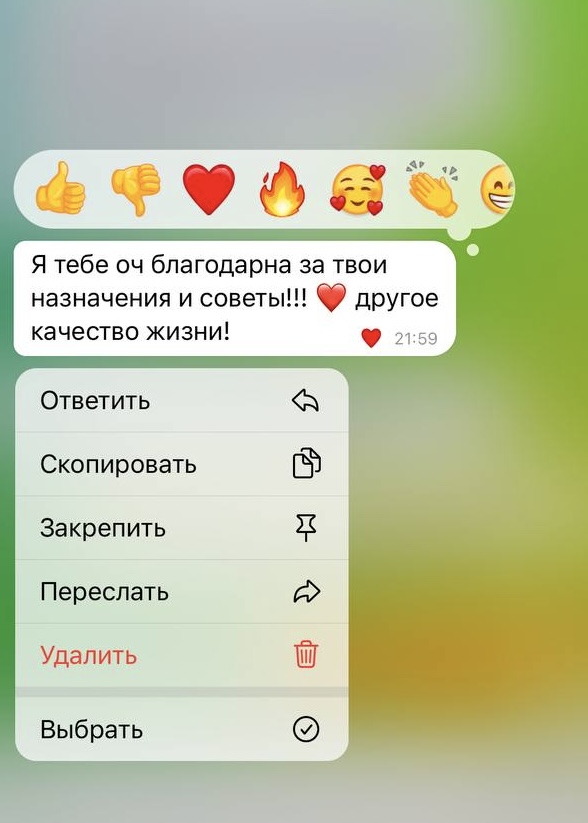 Я тебе оч благодарна за твои
назначения и советы!!! ❤️ другое
качество жизни!
21:59
Ответить
Скопировать
Закрепить
Переслать
Удалить
Выбрать